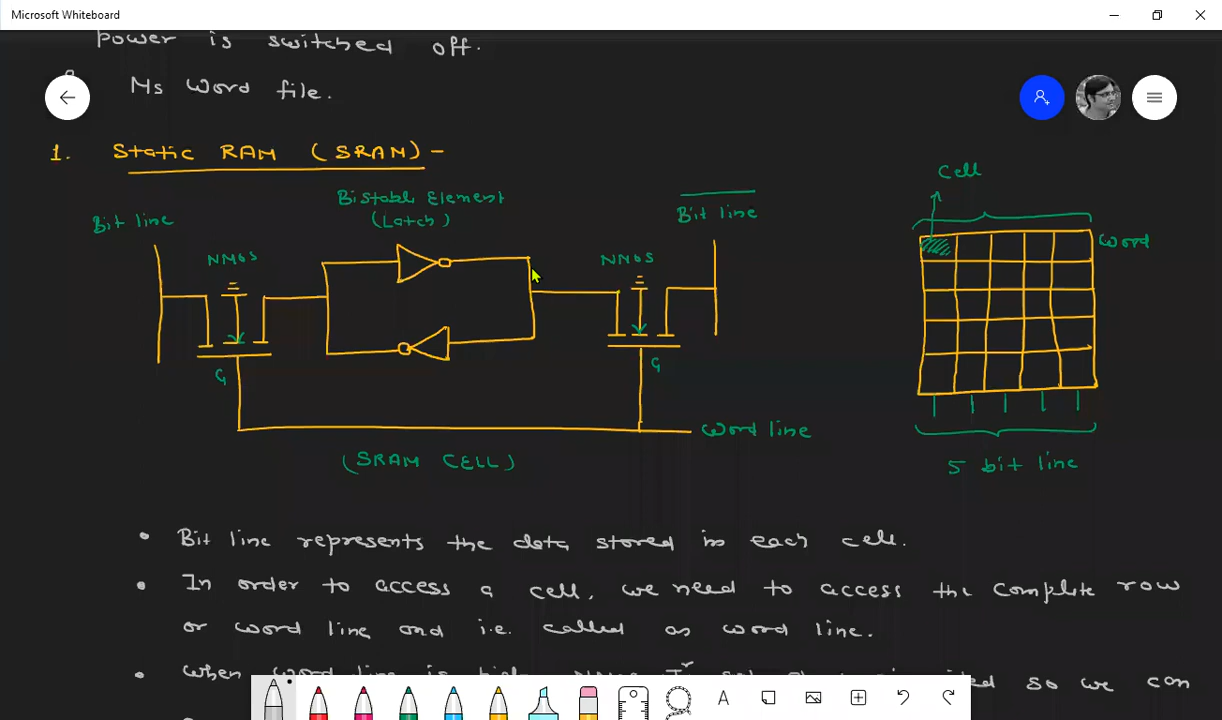 Microsoft Whiteboard
Power is switched off.
Ms Word file.
1. Static RAM (SRAM) -
Cell
Bistable Element
(Latch)
Bit line
Bit line
Word
NMOS
NMOS
G
G
Word line
(SRAM CELL)
5 bit line
• Bit line represents the data stored in each cell.
• In order to access a cell, we need to access the complete row
or word line and i.e. called as word line.
• When word line is high
so we can
A